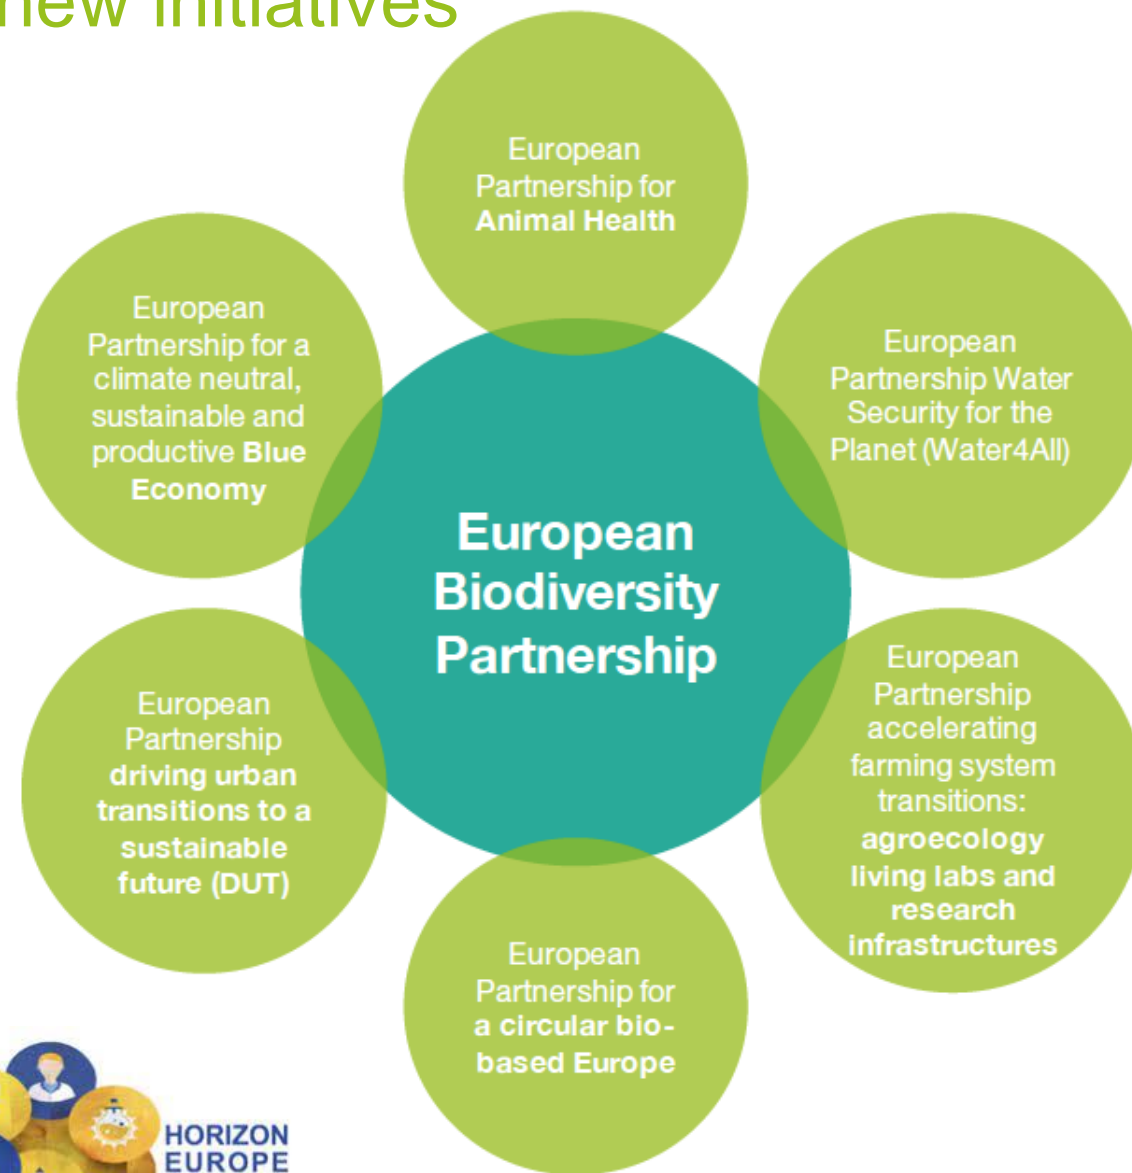 new initiatives
European
Partnership for
Animal Health
European
Partnership for a
climate neutral,
sustainable and
productive Blue
Economy
European
Partnership Water
Security for the
Planet (Water4All)
European
Biodiversity
Partnership
European
Partnership
driving urban
transitions to a
sustainable
future (DUT)
European
Partnership
accelerating
farming system
transitions:
agroecology
living labs and
research
infrastructures
European
Partnership for
a circular bio-
based Europe
HORIZON
EUROPE